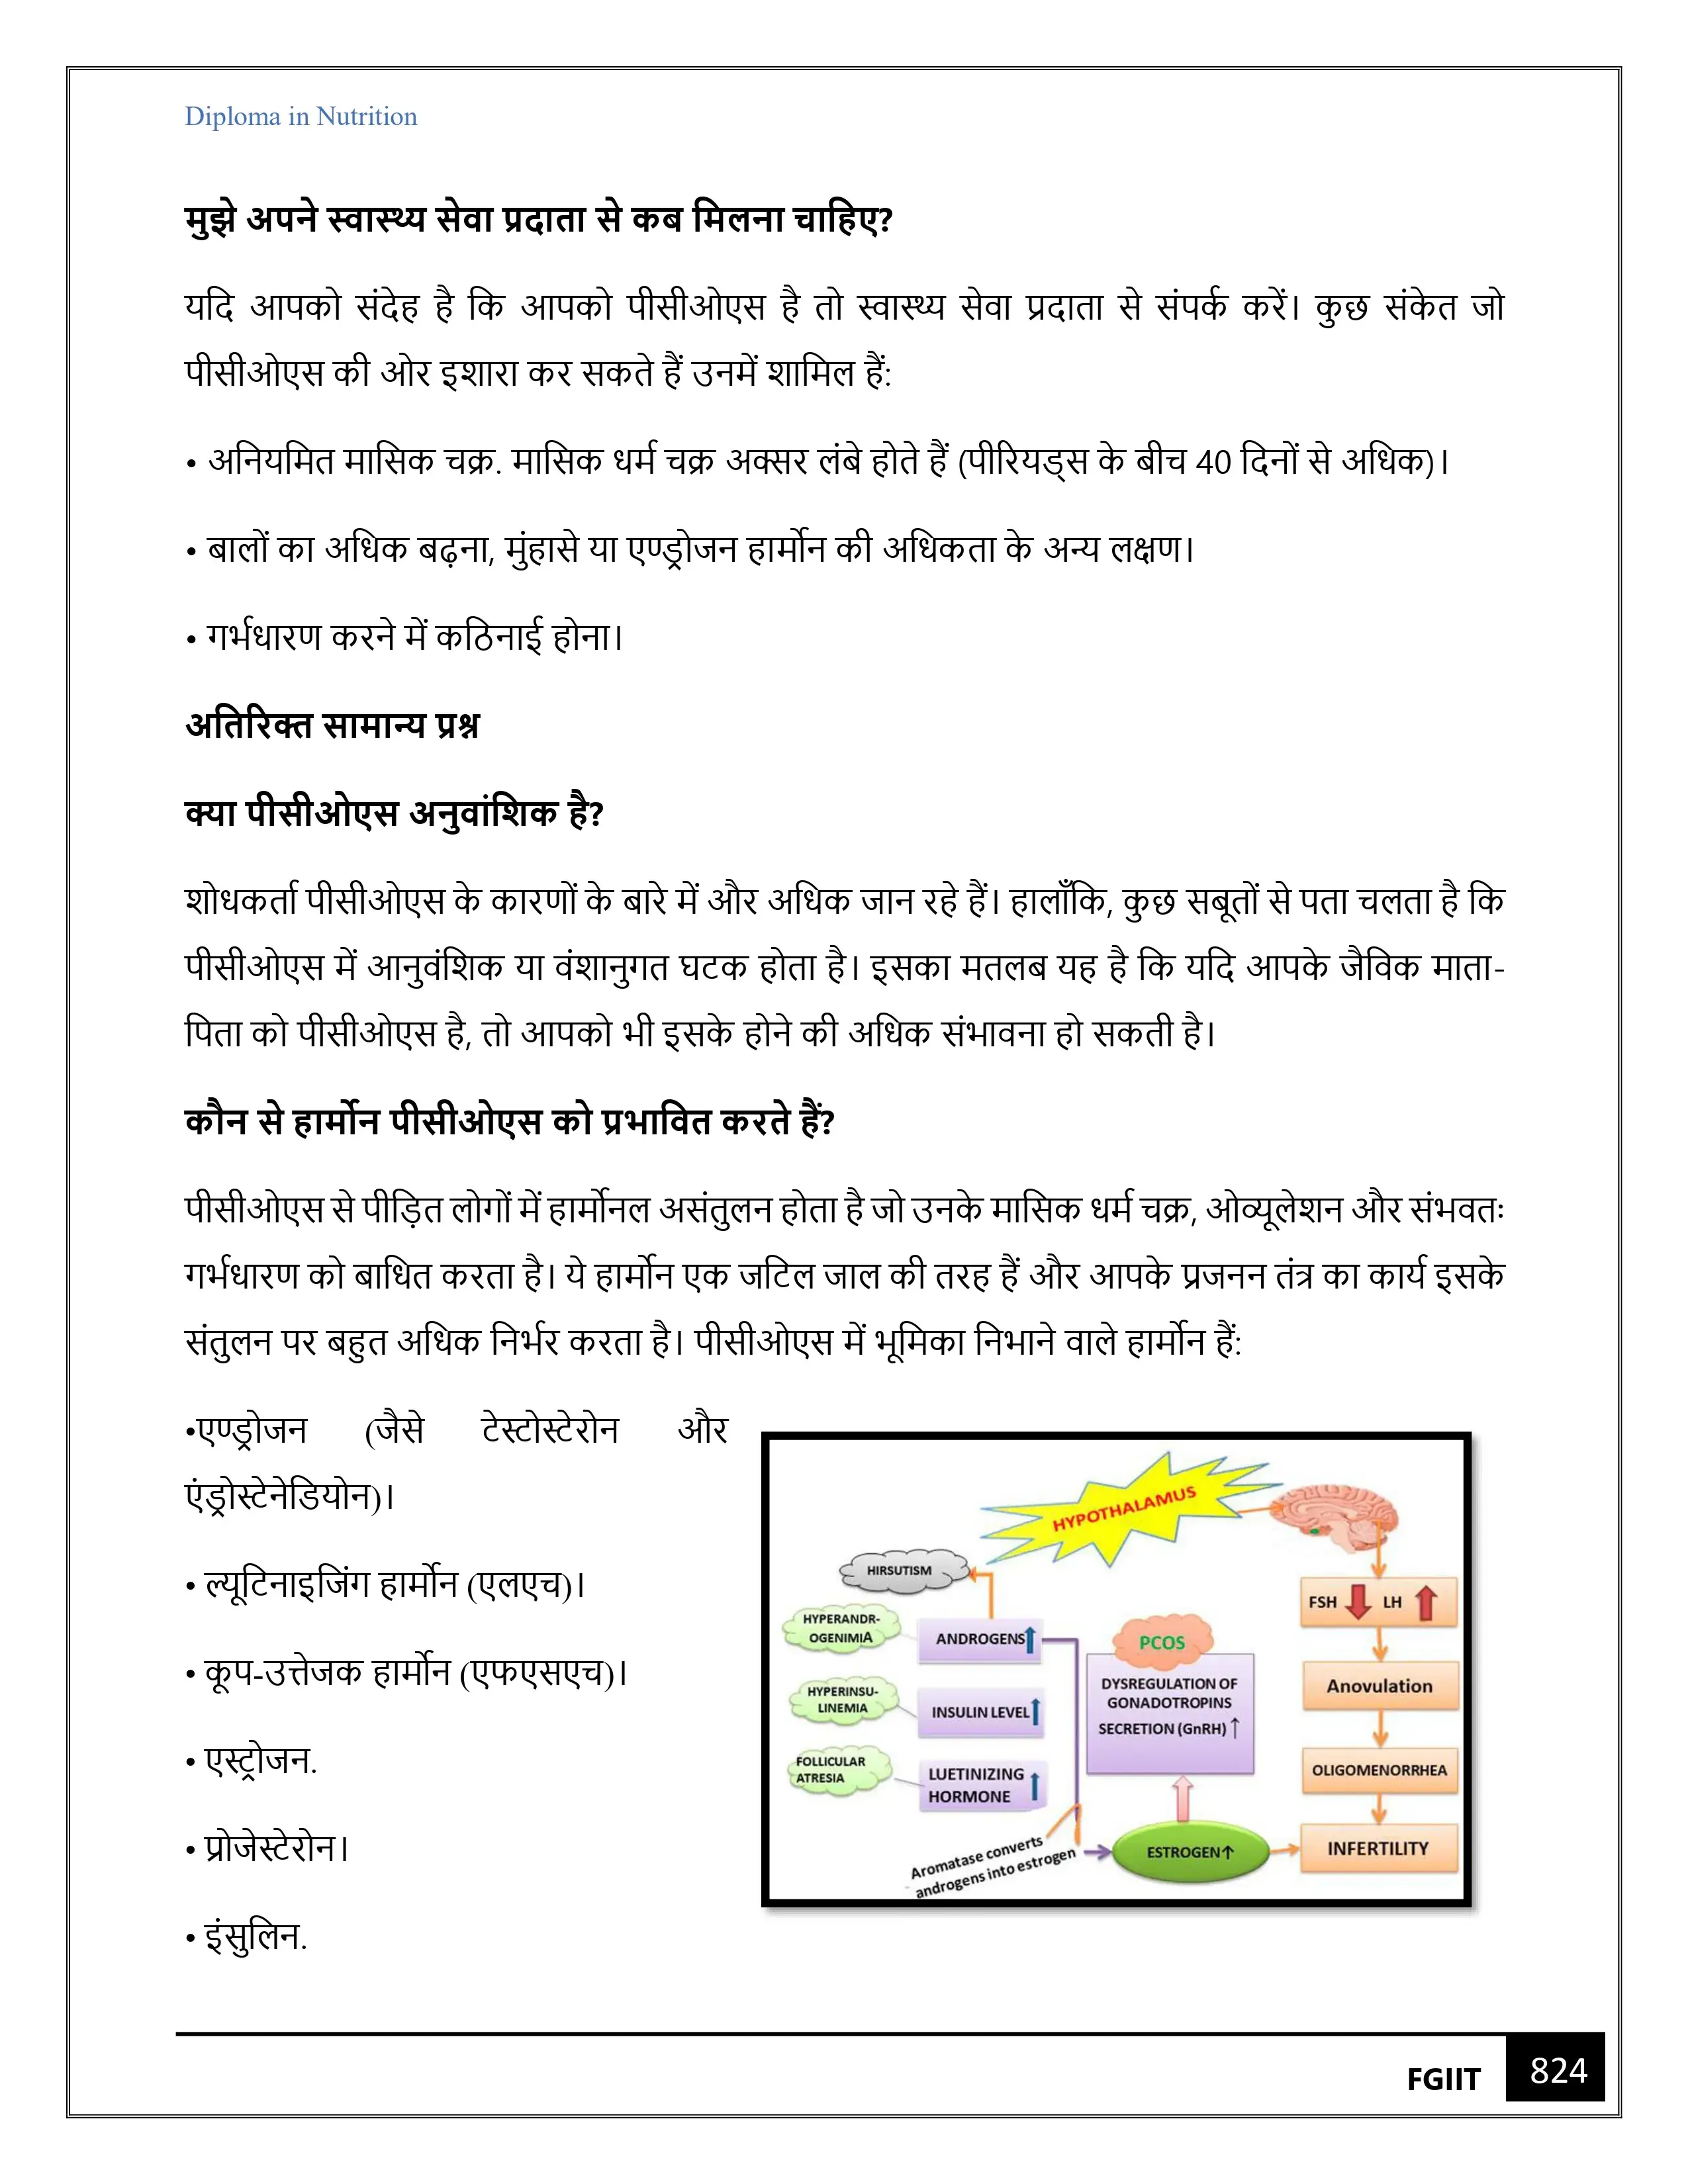 Diploma in Nutrition
मुझे अपने स्वास्थ्य सेवा प्रदाता से कब मिलना चाहिए?
यदि आपको संदेह है कि आपको पीसीओएस है तो स्वास्थ्य सेवा प्रदाता से संपर्क करें। कुछ संकेत जो
पीसीओएस की ओर इशारा कर सकते हैं उनमें शामिल हैं:
• अनियमित मासिक चक्र. मासिक धर्म चक्र अक्सर लंबे होते हैं (पीरियड्स के बीच 40 दिनों से अधिक)।
• बालों का अधिक बढ़ना, मुंहासे या एण्ड्रोजन हार्मोन की अधिकता के अन्य लक्षण।
• गर्भधारण करने में कठिनाई होना।
अतिरिक्त सामान्य प्रश्न
क्या पीसीओएस अनुवांशिक है?
शोधकर्ता पीसीओएस के कारणों के बारे में और अधिक जान रहे हैं। हालाँकि, कुछ सबूतों से पता चलता है कि
पीसीओएस में आनुवंशिक या वंशानुगत घटक होता है। इसका मतलब यह है कि यदि आपके जैविक माता-
पिता को पीसीओएस है, तो आपको भी इसके होने की अधिक संभावना हो सकती है।
कौन से हार्मोन पीसीओएस को प्रभावित करते हैं?
पीसीओएस से पीड़ित लोगों में हार्मोनल असंतुलन होता है जो उनके मासिक धर्म चक्र, ओव्यूलेशन और संभवतः
गर्भधारण को बाधित करता है। ये हार्मोन एक जटिल जाल की तरह हैं और आपके प्रजनन तंत्र का कार्य इसके
संतुलन पर बहुत अधिक निर्भर करता है। पीसीओएस में भूमिका निभाने वाले हार्मोन हैं:
•एण्ड्रोजन (जैसे टेस्टोस्टेरोन और
एंड्रोस्टेनेडियोन)।
• ल्यूटिनाइजिंग हार्मोन (एलएच)।
• कूप-उत्तेजक हार्मोन (एफएसएच)।
• एस्ट्रोजन.
• प्रोजेस्टेरोन।
• इंसुलिन.
HYPOTHALAMUS
HIRSUTISM
HYPERANDR-
OGENIMIA
ANDROGENS
HYPERINSU-
LINEMIA
INSULIN LEVEL
FOLLICULAR
ATRESIA
LUETINIZING
HORMONE
Aromatase converts
androgens into estrogen
PCOS
DYSREGULATION OF
GONADOTROPINS
SECRETION (GnRH) ↑
ESTROGEN↑
FSH LH
Anovulation
OLIGOMENORRHEA
INFERTILITY
FGIIT 824